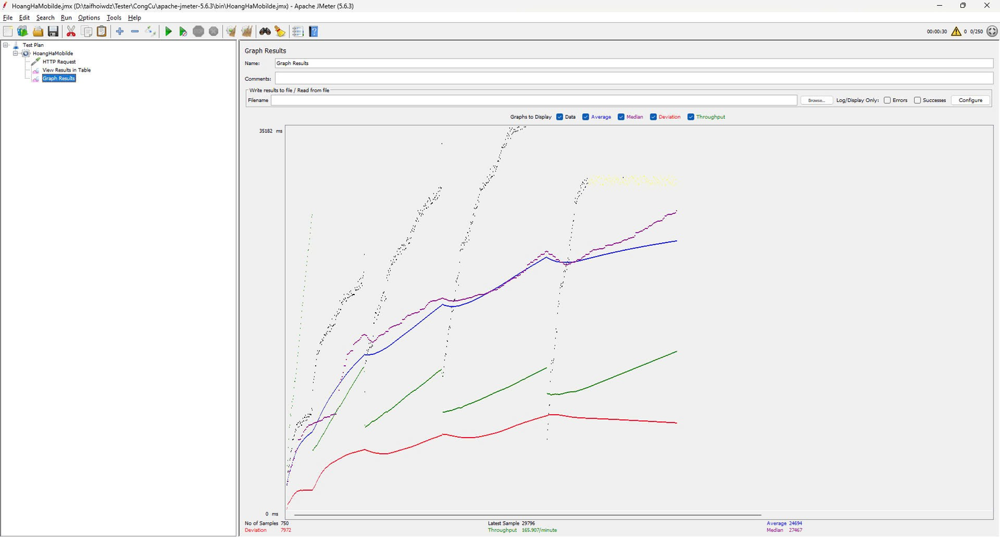 HoangHaMobilde.jmx (D:\taifhoiwdz\Tester\CongCu\apache-jmeter-5.6.3\bin\HoangHaMobilde.jmx) - Apache JMeter (5.6.3)
File Edit Search Run Options Tools Help
00:00:30 0 0/250
Test Plan
HoangHaMobilde
HTTP Request
View Results in Table
Graph Results
Graph Results
Name: Graph Results
Comments:
Write results to file / Read from file
Filename Browse... Log/Display Only: Errors Successes Configure
Graphs to Display Data Average Median Deviation Throughput
35182 ms
0 ms
No of Samples 750 Latest Sample 29796 Average 24694
Deviation 7972 Throughput 165.907/minute Median 27467